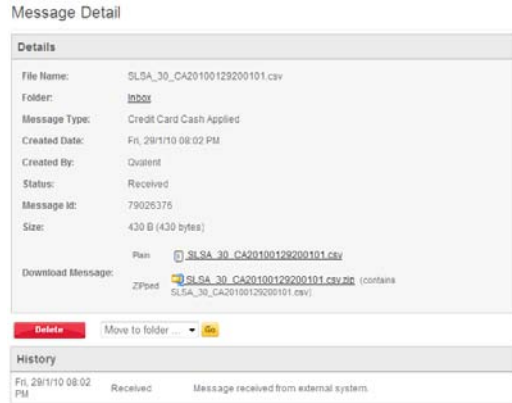 Message Detail
Details
File Name: SLSA_30_CA20100129200101.csv
Folder: Inbox
Message Type: Credit Card Cash Applied
Created Date: Fri, 29/1/10 08:02 PM
Created By: Qvalent
Status: Received
Message Id: 79026376
Size: 430 B (430 bytes)
Download Message:
Plain SLSA_30_CA20100129200101.csv
ZIPped SLSA_30_CA20100129200101.csv.zip (contains
SLSA_30_CA20100129200101.csv)
Delete Move to folder ... Go
History
Fri, 29/1/10 08:02
PM Received Message received from external system.